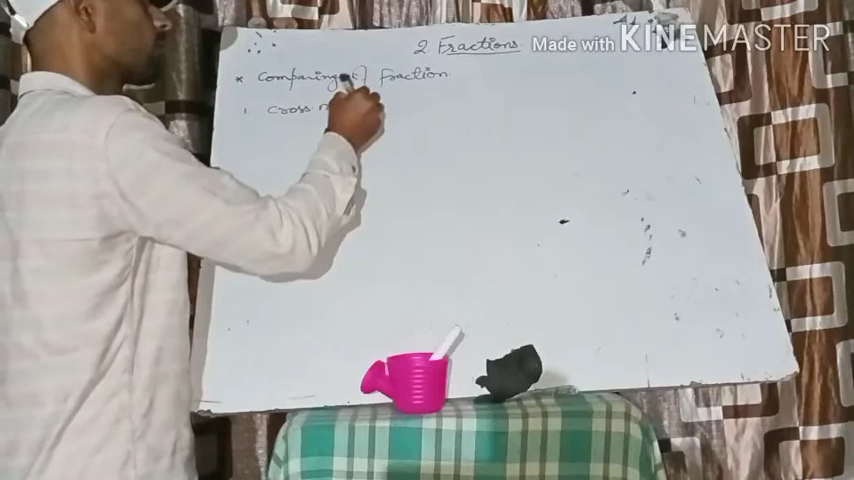 2 Fractions
Made with KINEMASTER
* Comparing of Fraction
1 cross